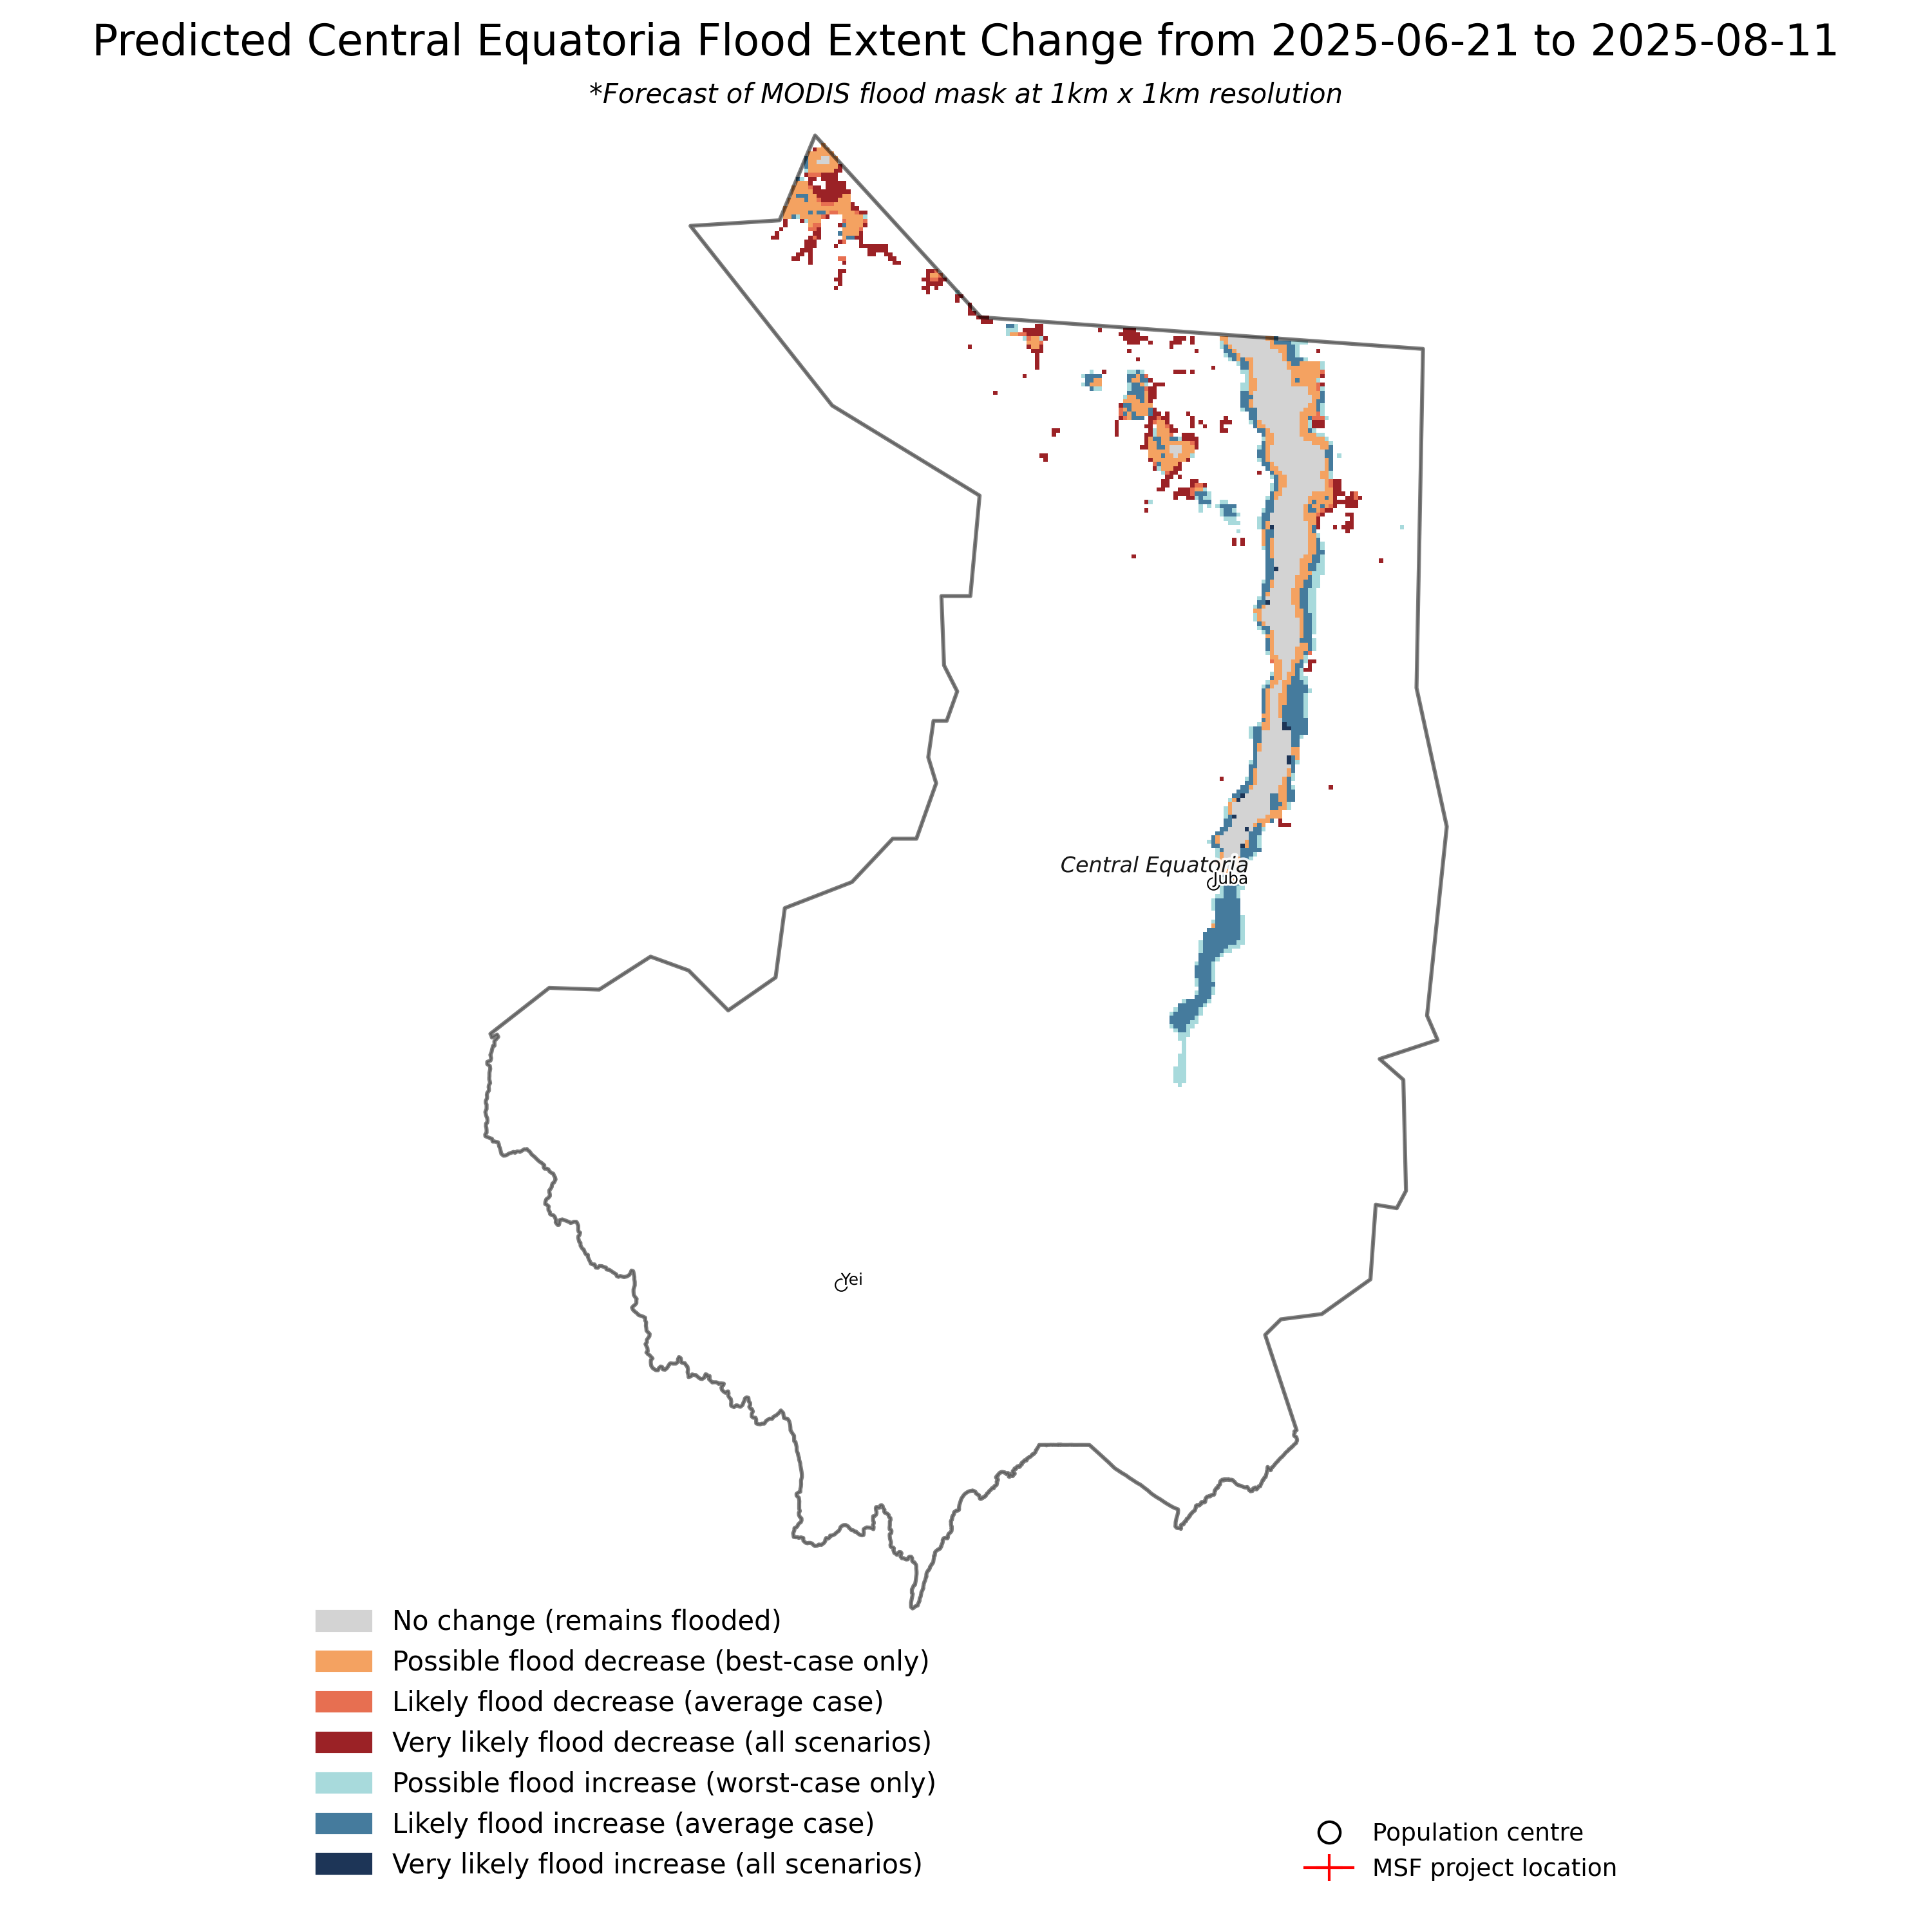 Predicted Central Equatoria Flood Extent Change from 2025-06-21 to 2025-08-11
*Forecast of MODIS flood mask at 1km x 1km resolution
Central Equatoria
Juba
Yei
No change (remains flooded)
Possible flood decrease (best-case only)
Likely flood decrease (average case)
Very likely flood decrease (all scenarios)
Possible flood increase (worst-case only)
Likely flood increase (average case)
Very likely flood increase (all scenarios)
Population centre
MSF project location